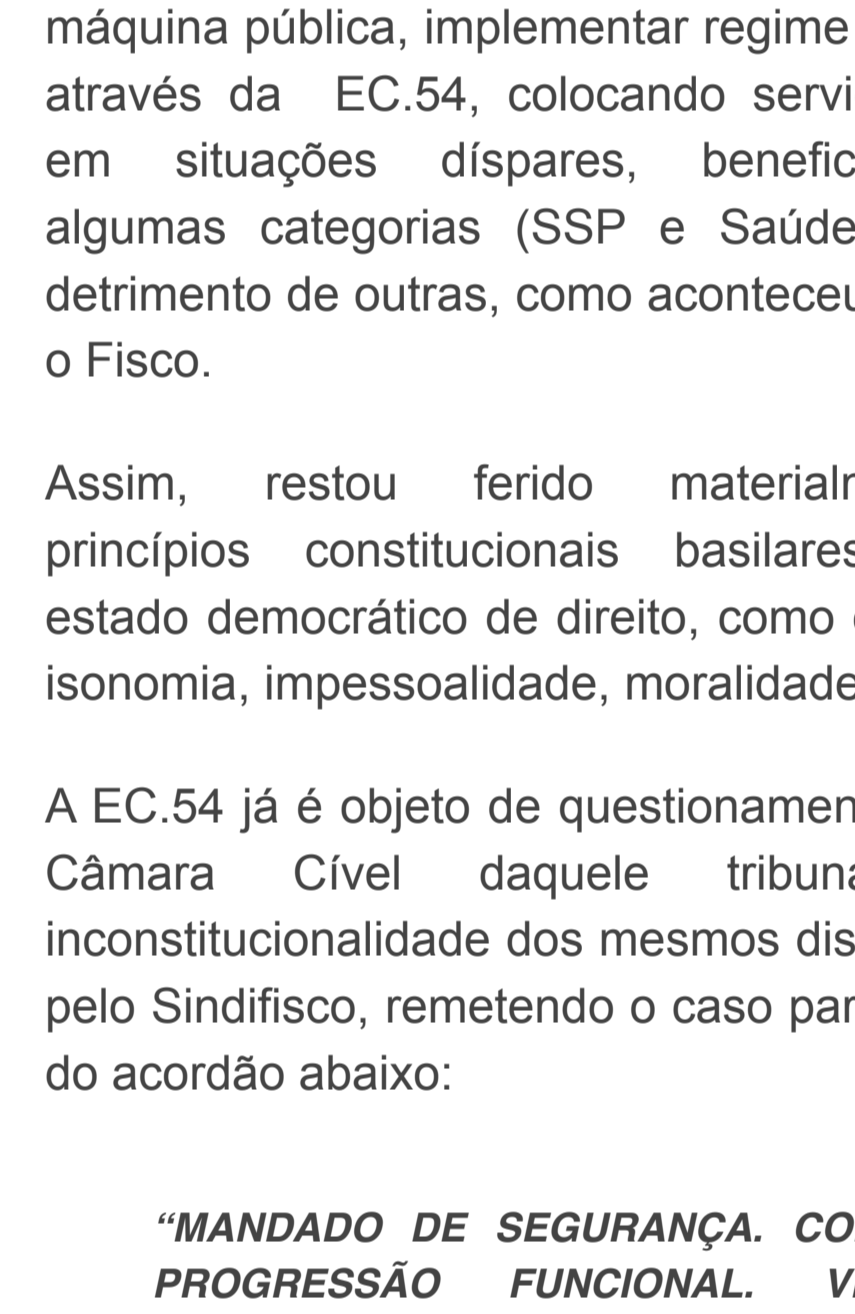 máquina pública, implementar regime
através da EC.54, colocando servi
em situações díspares, benefic
algumas categorias (SSP e Saúde
detrimento de outras, como aconteceu
o Fisco.
Assim, restou ferido materialm
princípios constitucionais basilares
estado democrático de direito, como
isonomia, impessoalidade, moralidade
A EC.54 já é objeto de questionamen
Câmara Cível daquele tribuna
inconstitucionalidade dos mesmos dis
pelo Sindifisco, remetendo o caso par
do acordão abaixo:
“MANDADO DE SEGURANÇA. CO
PROGRESSÃO FUNCIONAL. V